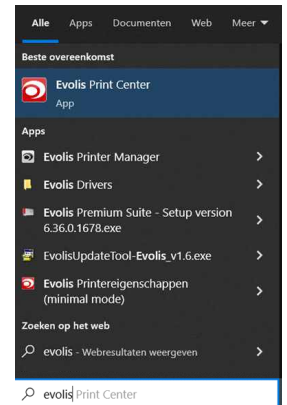 Alle Apps Documenten Web Meer
Beste overeenkomst
Evolis Print Center
App
Apps
Evolis Printer Manager
Evolis Drivers
Evolis Premium Suite - Setup version
6.36.0.1678.exe
EvolisUpdateTool-Evolis_v1.6.exe
Evolis Printereigenschappen
(minimal mode)
Zoeken op het web
evolis - Webresultaten weergeven
evolis Print Center